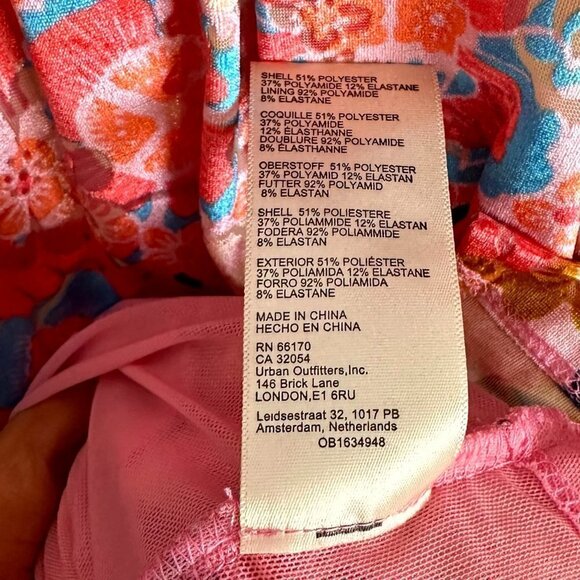 SHELL 51% POLYESTER
37% POLYAMIDE 12% ELASTANE
LINING 92% POLYAMIDE
8% ELASTANE
COQUILLE 51% POLYESTER
37% POLYAMIDE
12% ÉLASTHANNE
DOUBLURE 92% POLYAMIDE
8% ÉLASTHANNE
OBERSTOFF 51% POLYESTER
37% POLYAMID 12% ELASTAN
FUTTER 92% POLYAMID
8% ELASTAN
SHELL 51% POLIESTERE
37% POLIAMMIDE 12% ELASTAN
FODERA 92% POLIAMMIDE
8% ELASTAN
EXTERIOR 51% POLIÉSTER
37% POLIAMIDA 12% ELASTANE
FORRO 92% POLIAMIDA
8% ELASTANE
MADE IN CHINA
HECHO EN CHINA
RN 66170
CA 32054
Urban Outfitters,Inc.
146 Brick Lane
LONDON,E1 6RU
Leidsestraat 32, 1017 PB
Amsterdam, Netherlands
OB1634948